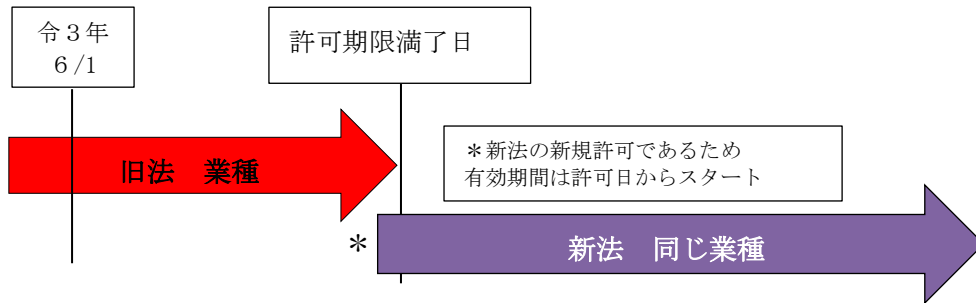 令３年
６/1
許可期限満了日
旧法　業種
＊新法の新規許可であるため
有効期間は許可日からスタート
＊
新法　同じ業種